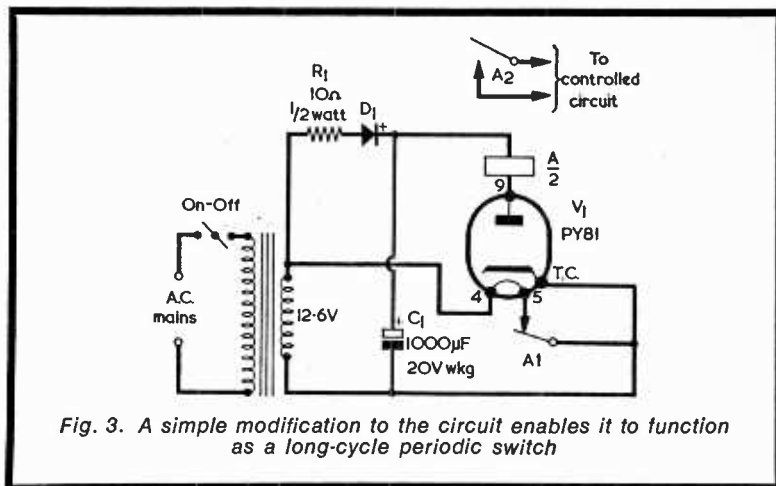 R1
10Ω
1/2 watt
D1
+
A2
To
controlled
circuit
A
2
9
V1
PY81
T.C.
4
5
A1
On-Off
A.C.
mains
12·6V
C1
+
1000µF
20V wkg
Fig. 3. A simple modification to the circuit enables it to function
as a long-cycle periodic switch